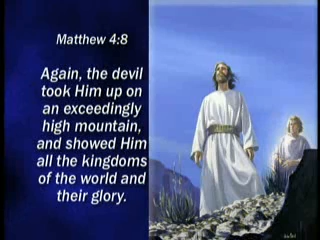 Matthew 4:8
Again, the devil
took Him up on
an exceedingly
high mountain,
and showed Him
all the kingdoms
of the world and
their glory.